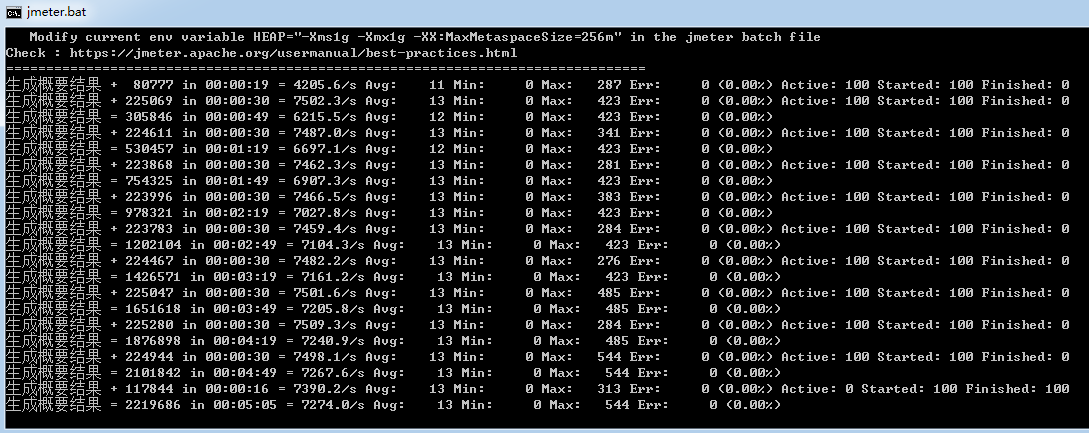 jmeter.bat
Modify current env variable HEAP="-Xms1g -Xmx1g -XX:MaxMetaspaceSize=256m" in the jmeter batch file
Check : https://jmeter.apache.org/usermanual/best-practices.html
================================================================================
生成概要结果 +  80777 in 00:00:19 = 4205.6/s Avg:    11 Min:     0 Max:   287 Err:     0 (0.00%) Active: 100 Started: 100 Finished: 0
生成概要结果 + 225069 in 00:00:30 = 7502.3/s Avg:    13 Min:     0 Max:   423 Err:     0 (0.00%) Active: 100 Started: 100 Finished: 0
生成概要结果 = 305846 in 00:00:49 = 6215.5/s Avg:    12 Min:     0 Max:   423 Err:     0 (0.00%)
生成概要结果 + 224611 in 00:00:30 = 7487.0/s Avg:    13 Min:     0 Max:   341 Err:     0 (0.00%) Active: 100 Started: 100 Finished: 0
生成概要结果 = 530457 in 00:01:19 = 6697.1/s Avg:    12 Min:     0 Max:   423 Err:     0 (0.00%)
生成概要结果 + 223868 in 00:00:30 = 7462.3/s Avg:    13 Min:     0 Max:   281 Err:     0 (0.00%) Active: 100 Started: 100 Finished: 0
生成概要结果 = 754325 in 00:01:49 = 6907.3/s Avg:    13 Min:     0 Max:   423 Err:     0 (0.00%)
生成概要结果 + 223996 in 00:00:30 = 7466.5/s Avg:    13 Min:     0 Max:   383 Err:     0 (0.00%) Active: 100 Started: 100 Finished: 0
生成概要结果 = 978321 in 00:02:19 = 7027.8/s Avg:    13 Min:     0 Max:   423 Err:     0 (0.00%)
生成概要结果 + 223783 in 00:00:30 = 7459.4/s Avg:    13 Min:     0 Max:   284 Err:     0 (0.00%) Active: 100 Started: 100 Finished: 0
生成概要结果 = 1202104 in 00:02:49 = 7104.3/s Avg:    13 Min:     0 Max:   423 Err:     0 (0.00%)
生成概要结果 + 224467 in 00:00:30 = 7482.2/s Avg:    13 Min:     0 Max:   276 Err:     0 (0.00%) Active: 100 Started: 100 Finished: 0
生成概要结果 = 1426571 in 00:03:19 = 7161.2/s Avg:    13 Min:     0 Max:   423 Err:     0 (0.00%)
生成概要结果 + 225047 in 00:00:30 = 7501.6/s Avg:    13 Min:     0 Max:   485 Err:     0 (0.00%) Active: 100 Started: 100 Finished: 0
生成概要结果 = 1651618 in 00:03:49 = 7205.8/s Avg:    13 Min:     0 Max:   485 Err:     0 (0.00%)
生成概要结果 + 225280 in 00:00:30 = 7509.3/s Avg:    13 Min:     0 Max:   284 Err:     0 (0.00%) Active: 100 Started: 100 Finished: 0
生成概要结果 = 1876898 in 00:04:19 = 7240.9/s Avg:    13 Min:     0 Max:   485 Err:     0 (0.00%)
生成概要结果 + 224944 in 00:00:30 = 7498.1/s Avg:    13 Min:     0 Max:   544 Err:     0 (0.00%) Active: 100 Started: 100 Finished: 0
生成概要结果 = 2101842 in 00:04:49 = 7267.6/s Avg:    13 Min:     0 Max:   544 Err:     0 (0.00%)
生成概要结果 + 117844 in 00:00:16 = 7390.2/s Avg:    13 Min:     0 Max:   313 Err:     0 (0.00%) Active: 0 Started: 100 Finished: 100
生成概要结果 = 2219686 in 00:05:05 = 7274.0/s Avg:    13 Min:     0 Max:   544 Err:     0 (0.00%)